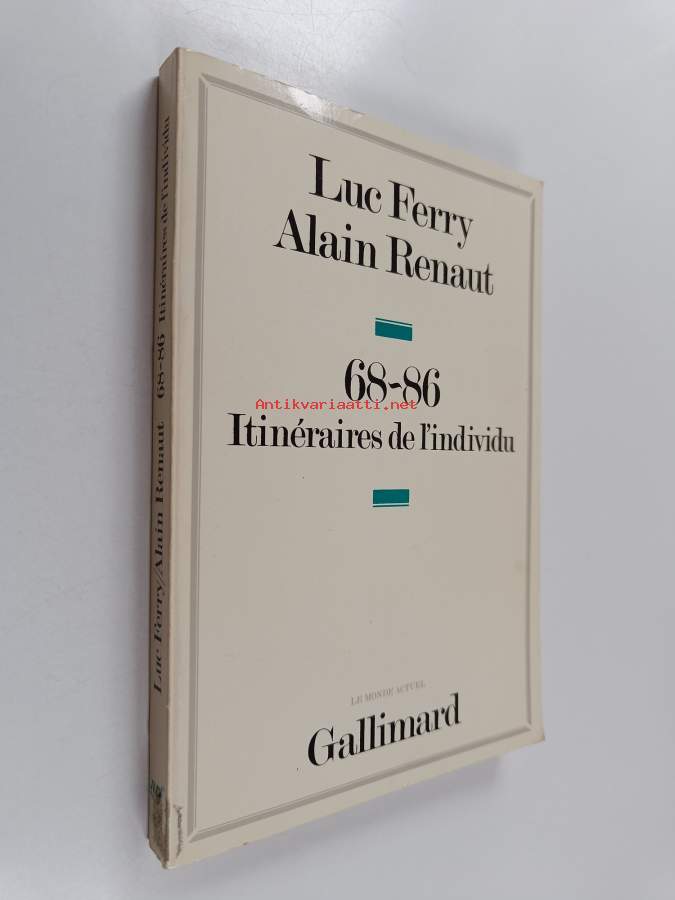 Luc Ferry
Alain Renaut
68-86
Antikvariaatti.net
Itinéraires de l'individu
LE MONDE ACTUEL
Gallimard
Luc Ferry/Alain Renaut 68-86 Itinéraires de l'individu